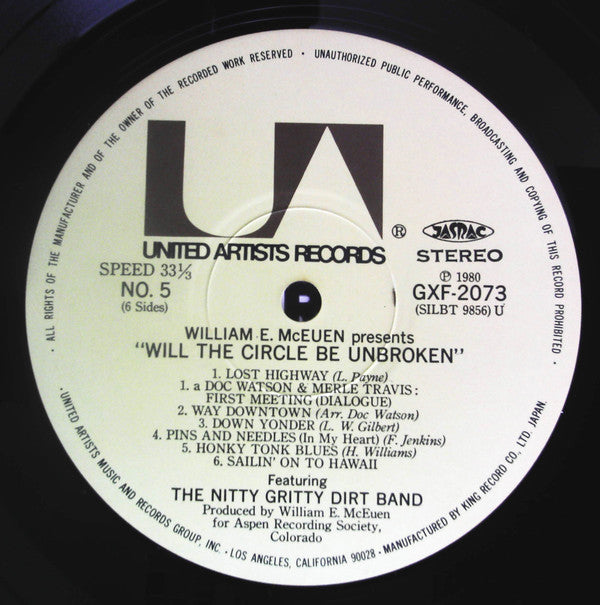 · ALL RIGHTS OF THE MANUFACTURER AND OF THE OWNER OF THE RECORDED WORK RESERVED · UNAUTHORIZED PUBLIC PERFORMANCE, BROADCASTING AND COPYING OF THIS RECORD PROHIBITED ·
UA
®
JASRAC
UNITED ARTISTS RECORDS
STEREO
SPEED 33⅓
℗ 1980
NO. 5
GXF-2073
(6 Sides)
(SILBT 9856) U
WILLIAM E. McEUEN presents
"WILL THE CIRCLE BE UNBROKEN"
1. LOST HIGHWAY (L. Payne)
1. a DOC WATSON & MERLE TRAVIS:
FIRST MEETING (DIALOGUE)
2. WAY DOWNTOWN (Arr. Doc Watson)
3. DOWN YONDER (L. W. Gilbert)
4. PINS AND NEEDLES (In My Heart) (F. Jenkins)
5. HONKY TONK BLUES (H. Williams)
6. SAILIN' ON TO HAWAII
Featuring
THE NITTY GRITTY DIRT BAND
Produced by William E. McEuen
for Aspen Recording Society,
Colorado
· UNITED ARTISTS MUSIC AND RECORDS GROUP, INC. · LOS ANGELES, CALIFORNIA 90028 · MANUFACTURED BY KING RECORD CO., LTD. JAPAN.